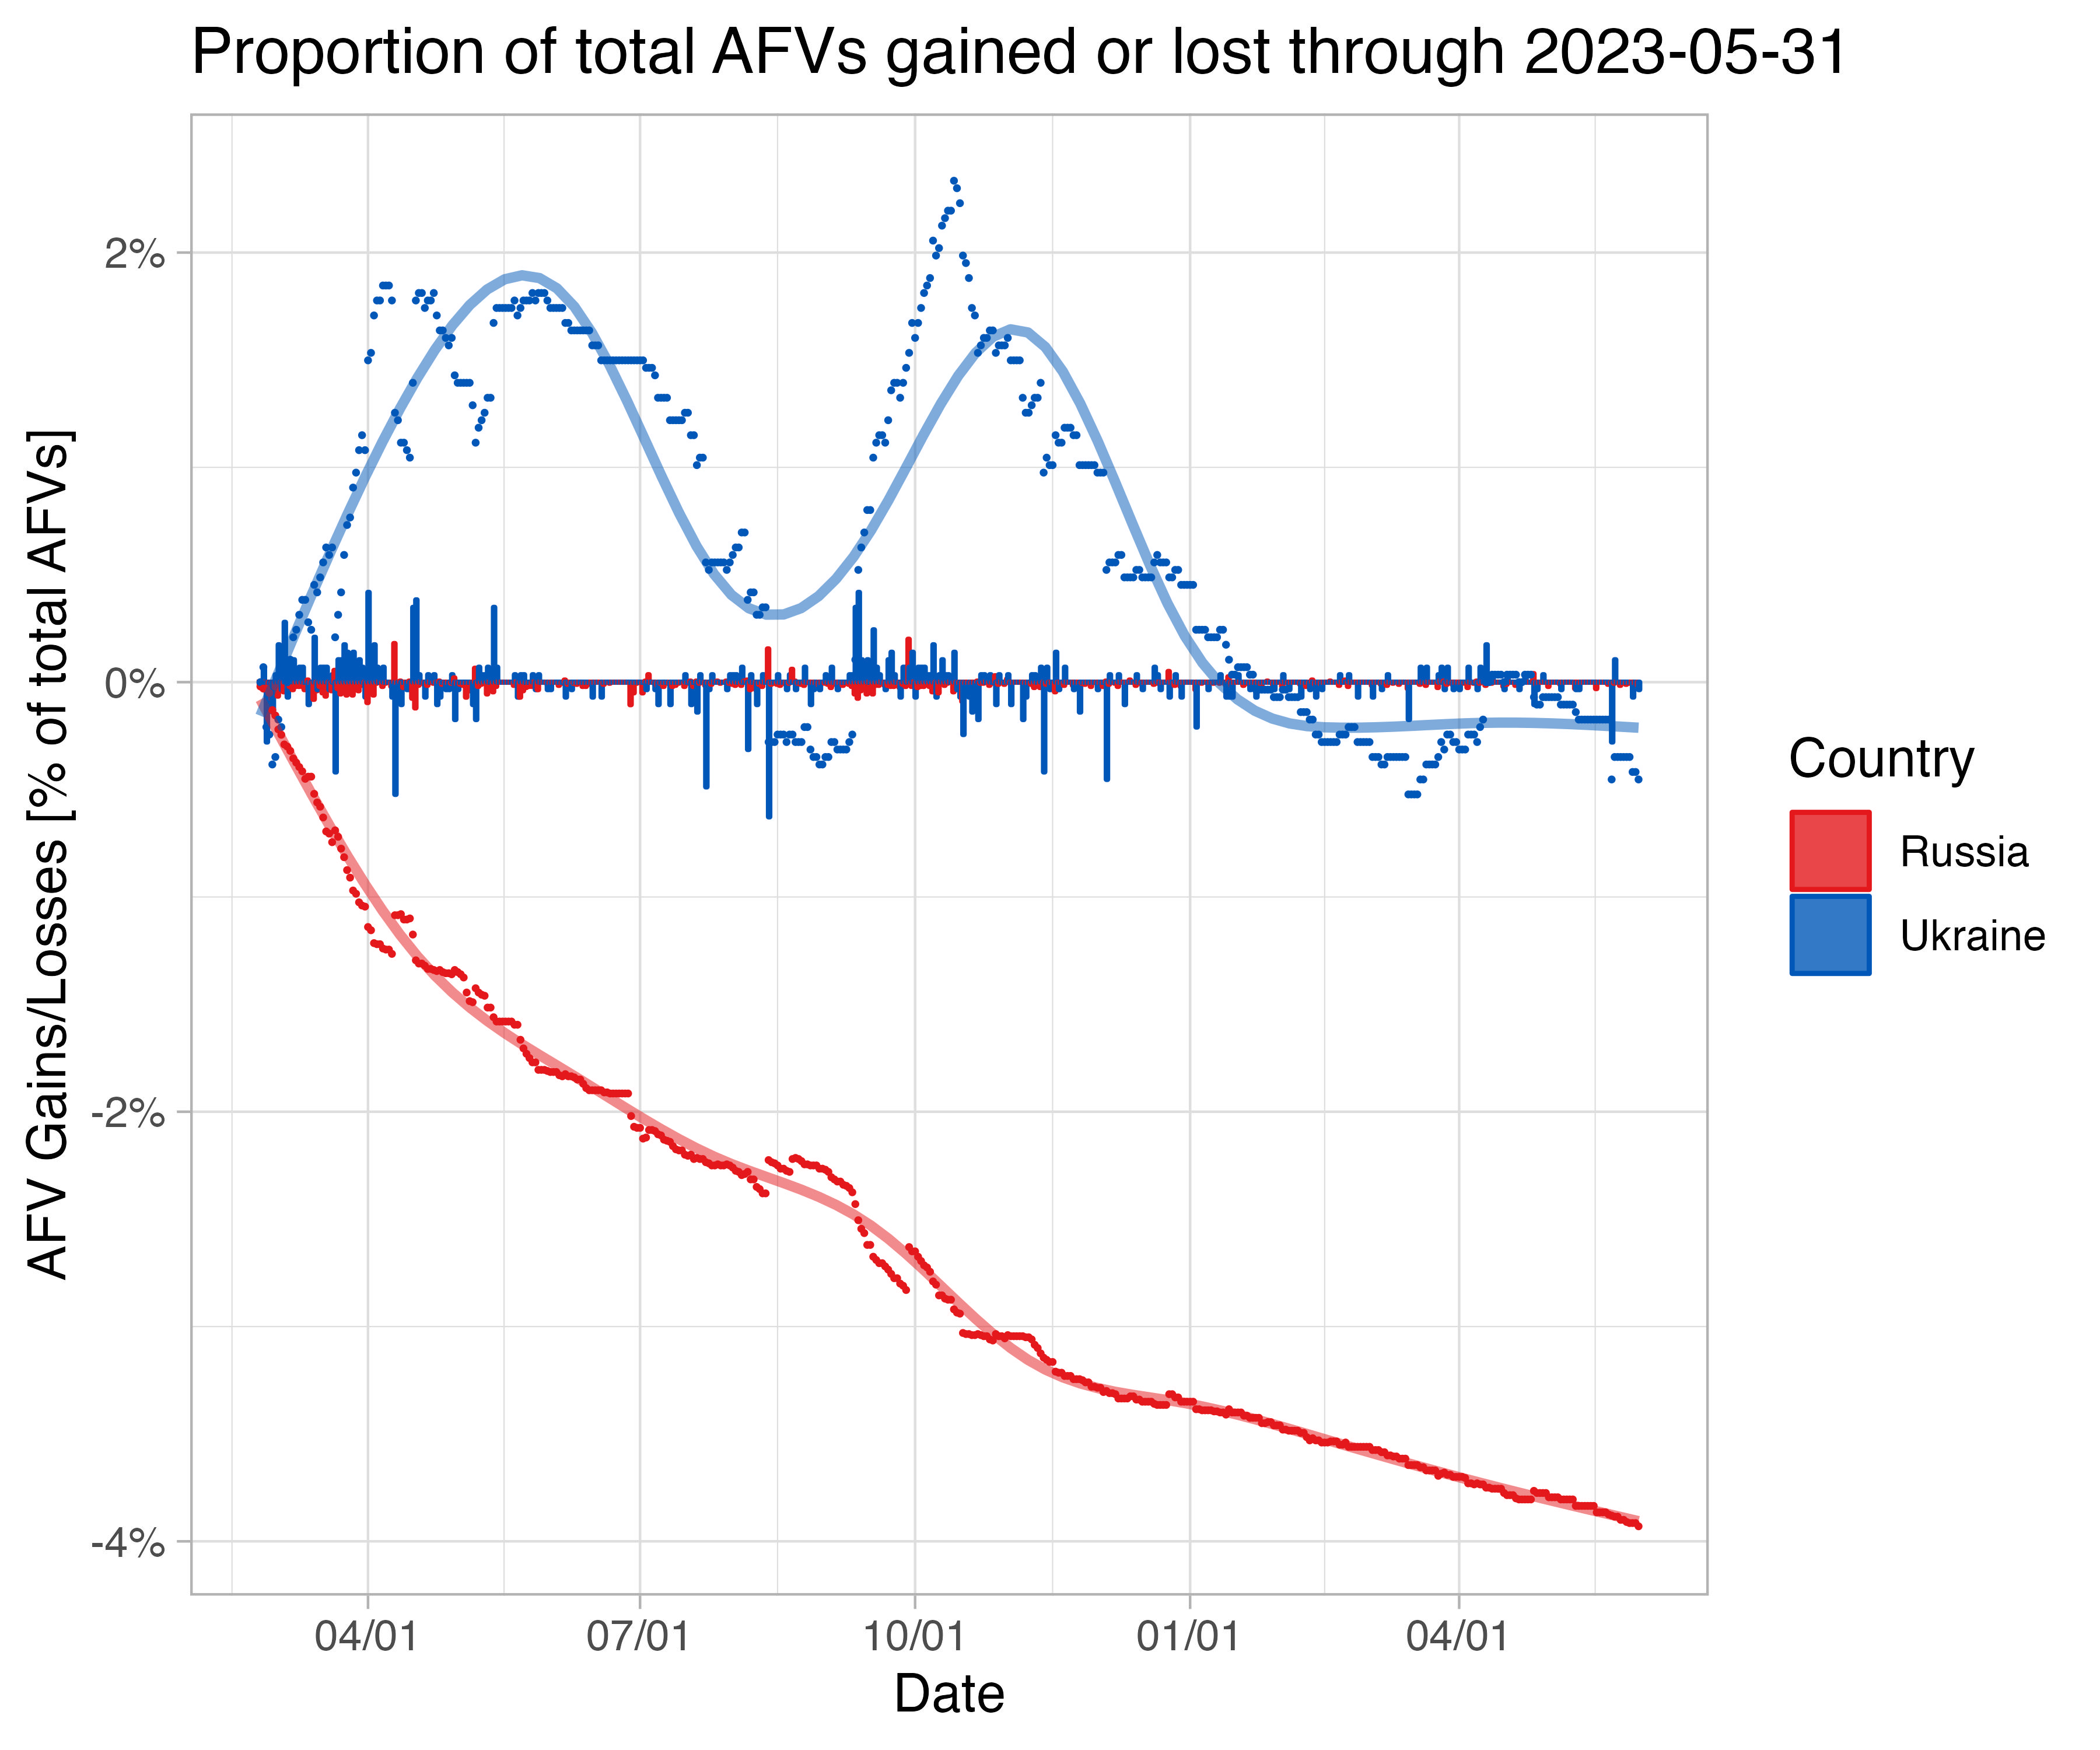 Proportion of total AFVs gained or lost through 2023-05-31
AFV Gains/Losses [% of total AFVs]
2%
0%
-2%
-4%
04/01
07/01
10/01
01/01
04/01
Date
Country
Russia
Ukraine